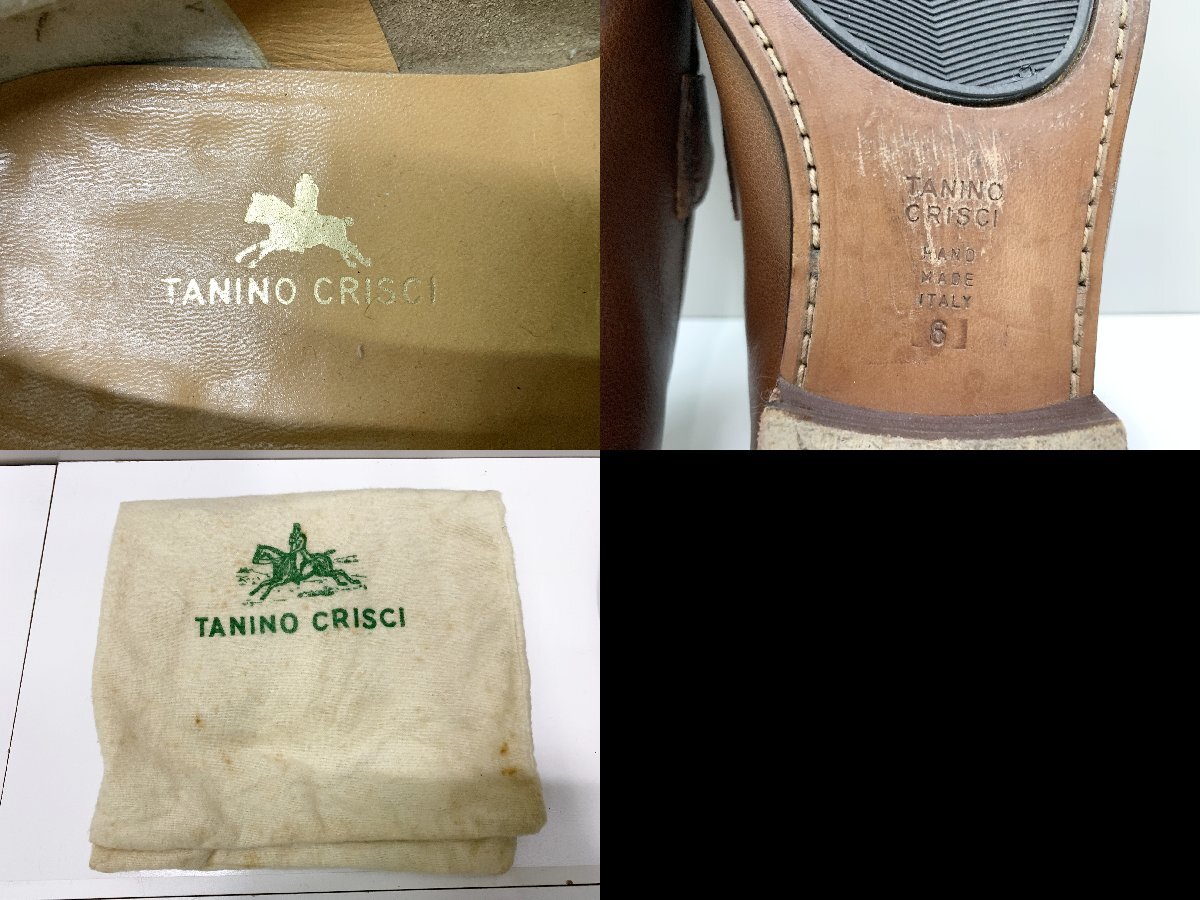 TANINO CRISCI
TANINO
CRISCI
HAND
MADE
ITALY
[6]
TANINO CRISCI